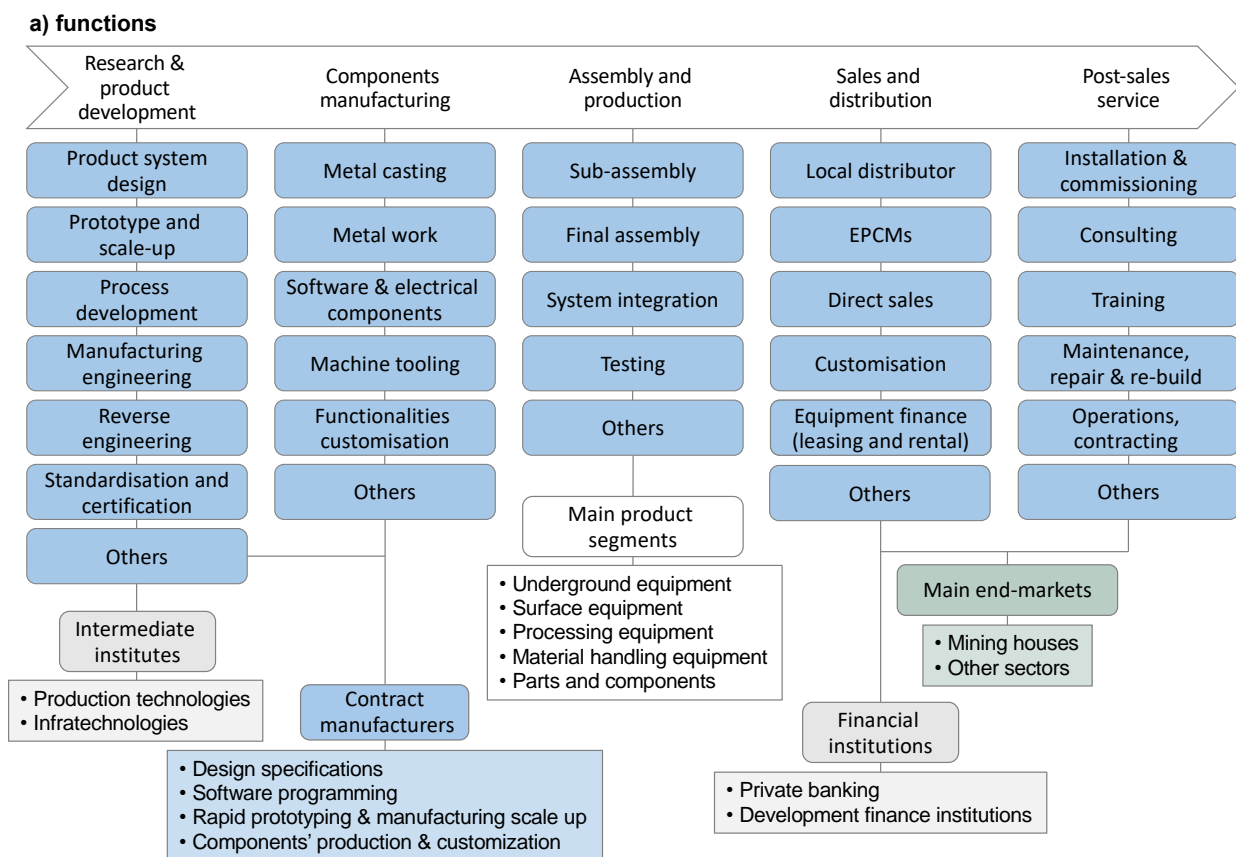 a) functions
Research &
product
development
Components
manufacturing
Assembly and
production
Sales and
distribution
Post-sales
service
Product system
design
Prototype and
scale-up
Process
development
Manufacturing
engineering
Reverse
engineering
Standardisation and
certification
Others
Intermediate
institutes
• Production technologies
• Infratechnologies
Metal casting
Metal work
Software & electrical
components
Machine tooling
Functionalities
customisation
Others
Contract
manufacturers
• Design specifications
• Software programming
• Rapid prototyping & manufacturing scale up
• Components’ production & customization
Sub-assembly
Final assembly
System integration
Testing
Others
Main product
segments
• Underground equipment
• Surface equipment
• Processing equipment
• Material handling equipment
• Parts and components
Local distributor
EPCMs
Direct sales
Customisation
Equipment finance
(leasing and rental)
Others
Installation &
commissioning
Consulting
Training
Maintenance,
repair & re-build
Operations,
contracting
Others
Main end-markets
• Mining houses
• Other sectors
Financial
institutions
• Private banking
• Development finance institutions